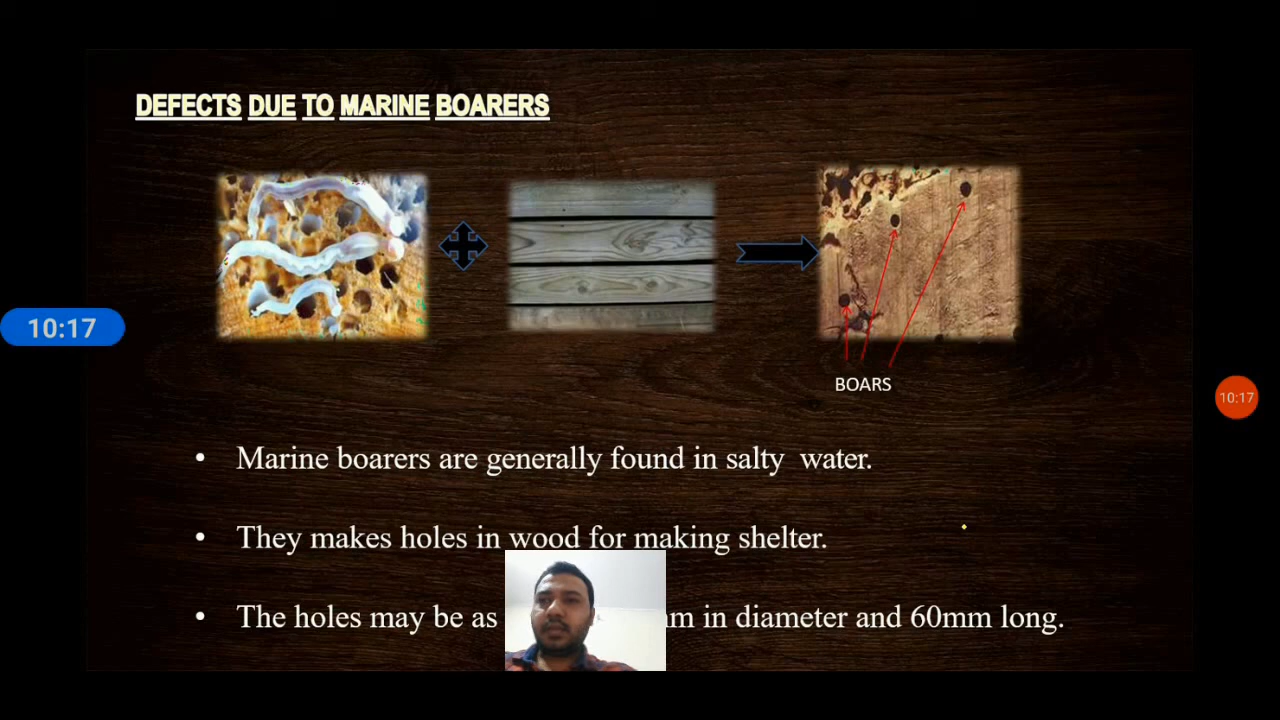 DEFECTS DUE TO MARINE BOARERS
10:17
10:17
BOARS
• Marine boarers are generally found in salty water.
• They makes holes in wood for making shelter.
• The holes may be as in diameter and 60mm long.